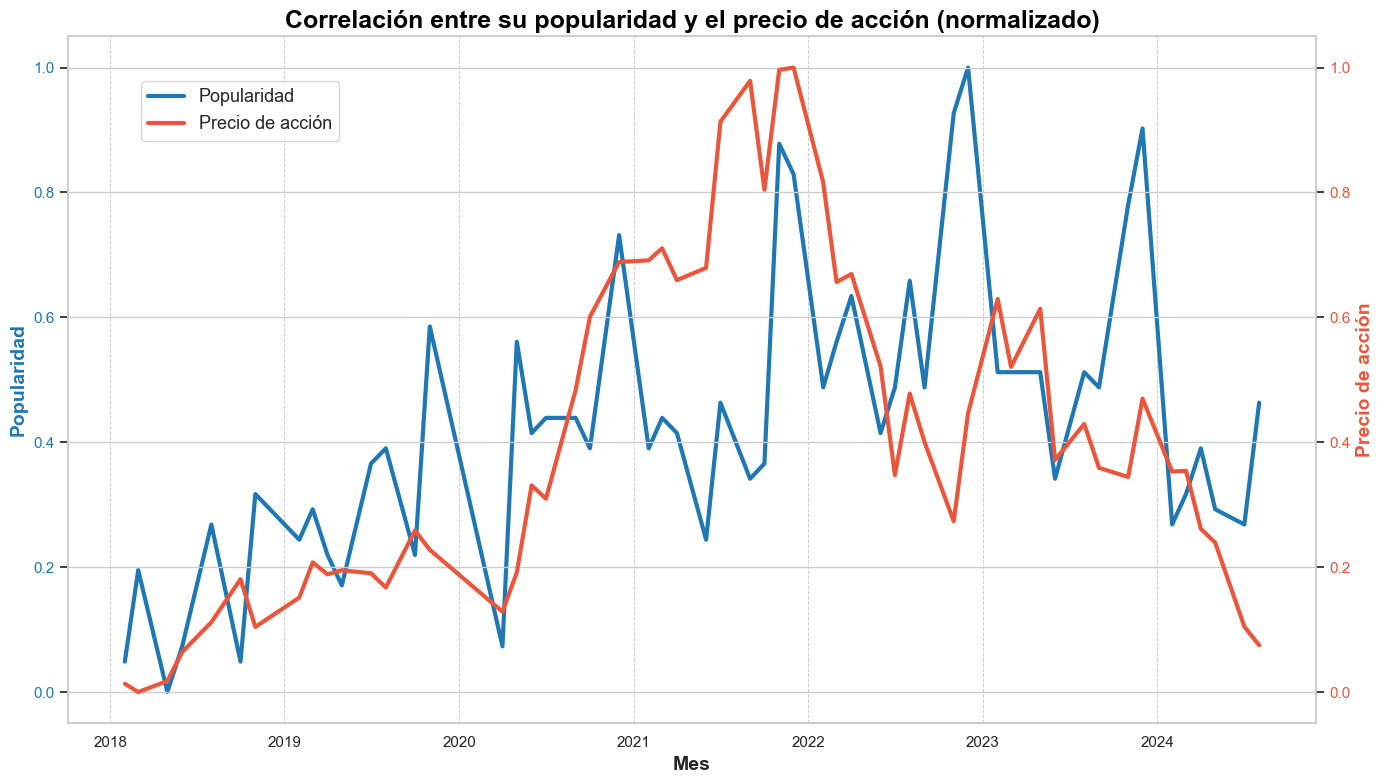 Correlación entre su popularidad y el precio de acción (normalizado)
Popularidad
Precio de acción
1.0
0.8
0.6
0.4
0.2
0.0
Popularidad
1.0
0.8
0.6
0.4
0.2
0.0
Precio de acción
2018 2019 2020 2021 2022 2023 2024
Mes